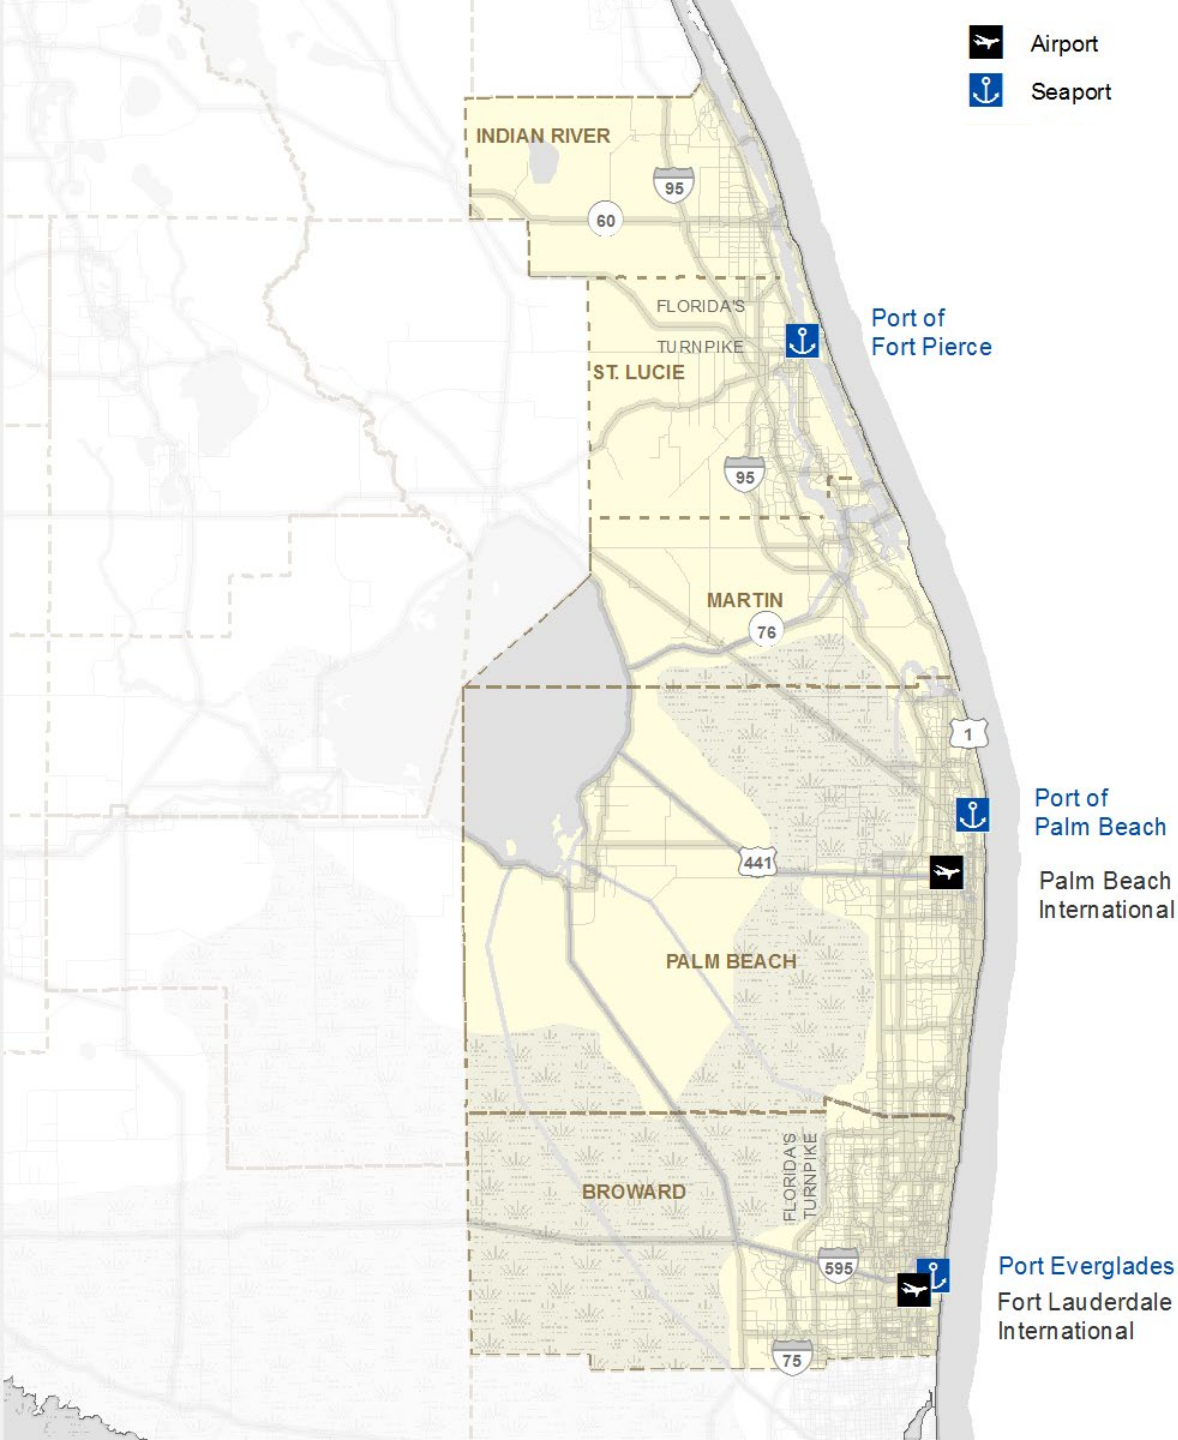 Airport
Seaport
INDIAN RIVER
95
60
FLORIDA'S
TURNPIKE
Port of
Fort Pierce
ST. LUCIE
95
MARTIN
76
1
Port of
Palm Beach
441
Palm Beach
International
PALM BEACH
FLORIDA'S
TURNPIKE
BROWARD
595
Port Everglades
Fort Lauderdale
International
75